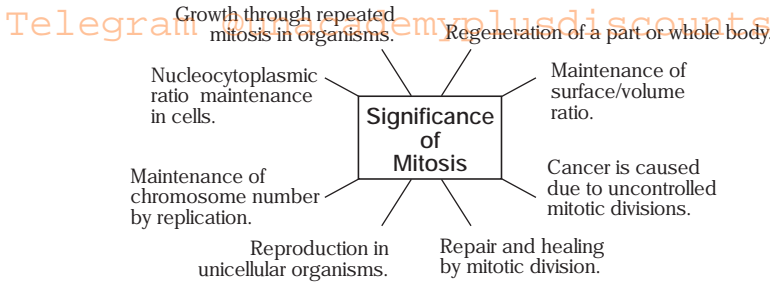 Telegram @unacademyplusdiscounts
Growth through repeated
mitosis in organisms.
Regeneration of a part or whole body.
Nucleocytoplasmic
ratio maintenance
in cells.
Maintenance of
surface/volume
ratio.
Significance
of
Mitosis
Maintenance of
chromosome number
by replication.
Cancer is caused
due to uncontrolled
mitotic divisions.
Reproduction in
unicellular organisms.
Repair and healing
by mitotic division.